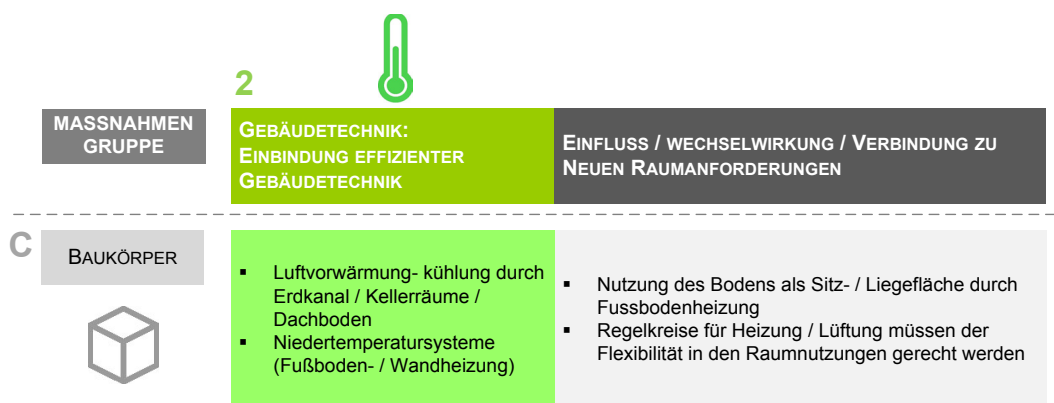 2
MASSNAHMEN
GRUPPE
GEBÄUDETECHNIK:
EINBINDUNG EFFIZIENTER
GEBÄUDETECHNIK
EINFLUSS / WECHSELWIRKUNG / VERBINDUNG ZU
NEUEN RAUMANFORDERUNGEN
C
BAUKÖRPER
▪ Luftvorwärmung- kühlung durch
Erdkanal / Kellerräume /
Dachboden
▪ Niedertemperatursysteme
(Fußboden- / Wandheizung)
▪ Nutzung des Bodens als Sitz- / Liegefläche durch
Fussbodenheizung
▪ Regelkreise für Heizung / Lüftung müssen der
Flexibilität in den Raumnutzungen gerecht werden